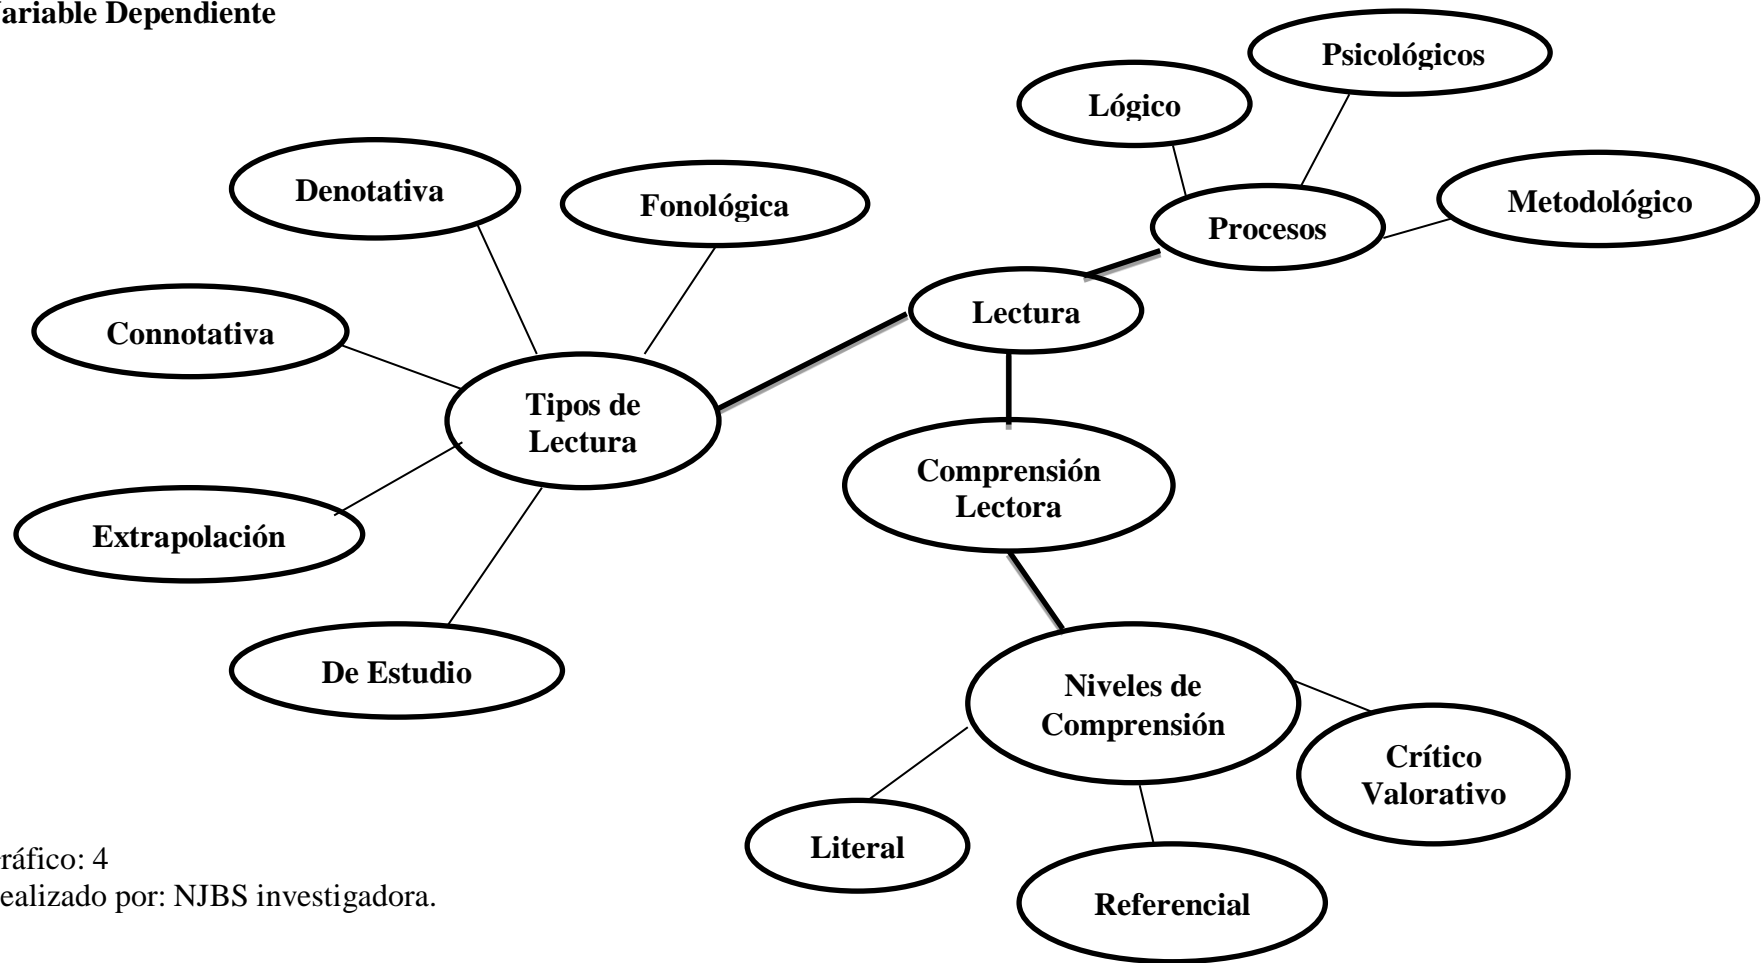 ariable Dependiente
Psicológicos
Lógico
Denotativa
Fonológica
Metodológico
Procesos
Connotativa
Lectura
Tipos de
Lectura
Comprensión
Lectora
Extrapolación
De Estudio
Niveles de
Comprensión
Crítico
Valorativo
Literal
Referencial
ráfico: 4
ealizado por: NJBS investigadora.